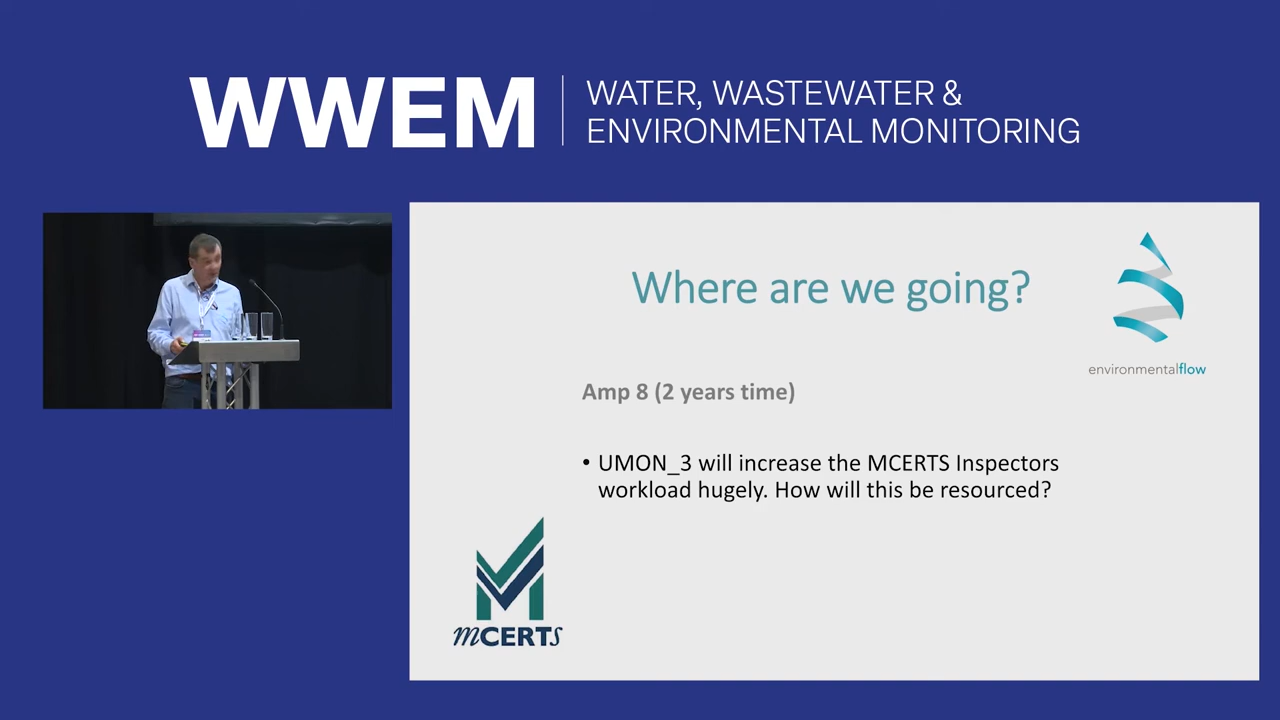 WWEM
WATER, WASTEWATER &
ENVIRONMENTAL MONITORING
Where are we going?
environmentalflow
Amp 8 (2 years time)
• UMON_3 will increase the MCERTS Inspectors
workload hugely. How will this be resourced?
mCERTs